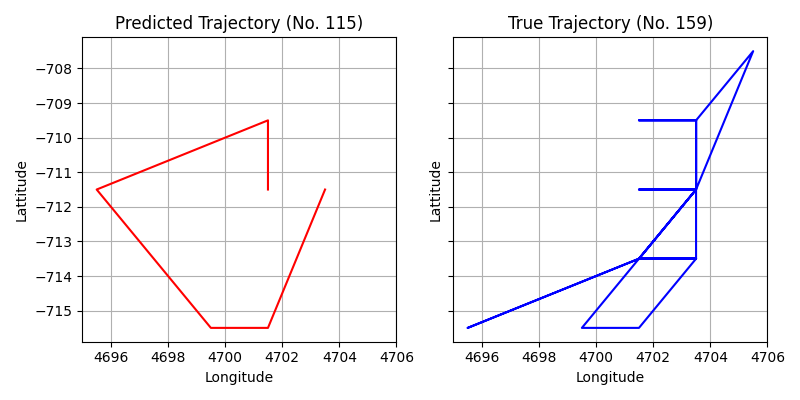 Predicted Trajectory (No. 115)
−708
−709
−710
−711
−712
−713
−714
−715
Lattitude
4696 4698 4700 4702 4704 4706
Longitude
True Trajectory (No. 159)
Lattitude
4696 4698 4700 4702 4704 4706
Longitude